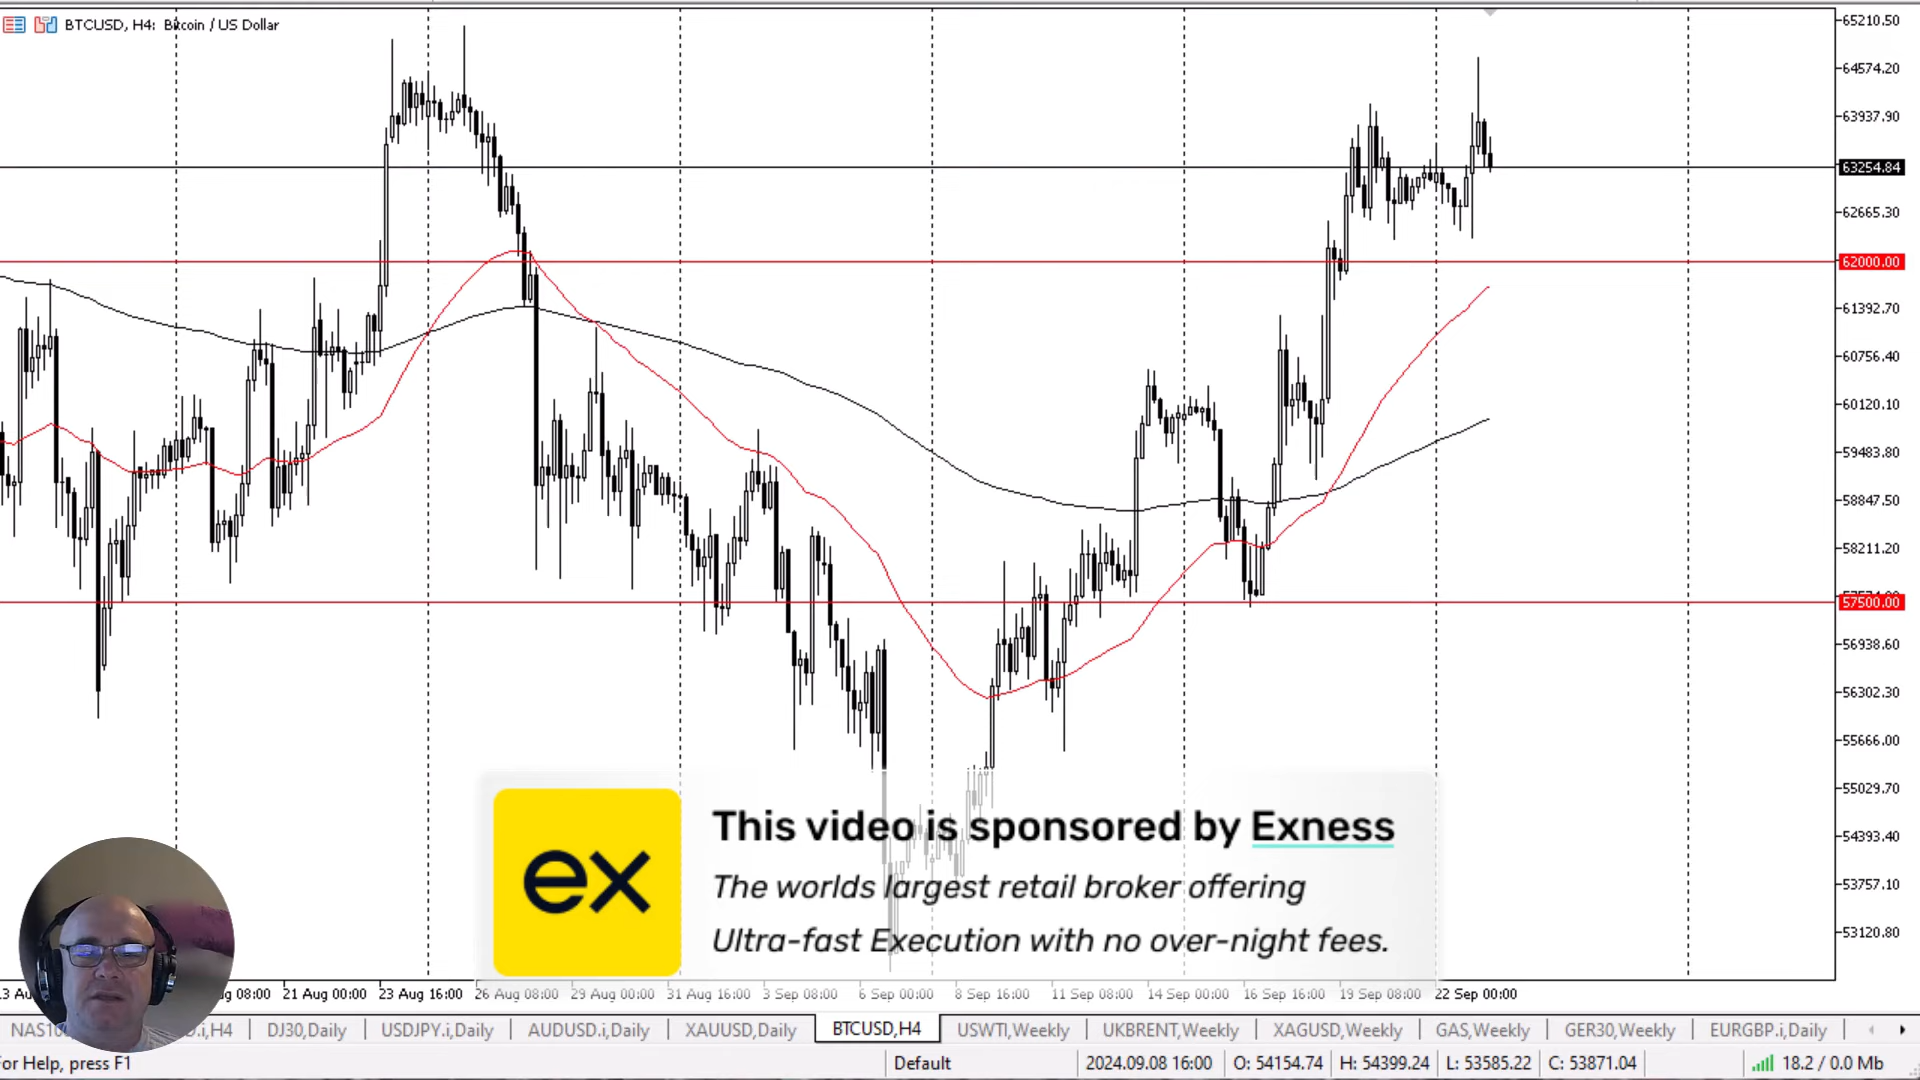 BTCUSD, H4: Bitcoin / US Dollar
65210.50
64574.20
63937.90
63254.84
62665.30
62000.00
61392.70
60756.40
60120.10
59483.80
58847.50
58211.20
57500.00
56938.60
56302.30
55666.00
55029.70
54393.40
53757.10
53120.80
ex
This video is sponsored by Exness
The worlds largest retail broker offering
Ultra-fast Execution with no over-night fees.
13 Au ug 08:00 21 Aug 00:00 23 Aug 16:00 26 Aug 08:00 29 Aug 00:00 31 Aug 16:00 3 Sep 08:00 6 Sep 00:00 8 Sep 16:00 11 Sep 08:00 14 Sep 00:00 16 Sep 16:00 19 Sep 08:00 22 Sep 00:00
NAS10 .i,H4 DJ30,Daily USDJPY.i,Daily AUDUSD.i,Daily XAUUSD,Daily BTCUSD,H4 USWTI,Weekly UKBRENT,Weekly XAGUSD,Weekly GAS,Weekly GER30,Weekly EURGBP.i,Daily
For Help, press F1 Default 2024.09.08 16:00 O: 54154.74 H: 54399.24 L: 53585.22 C: 53871.04 18.2 / 0.0 Mb